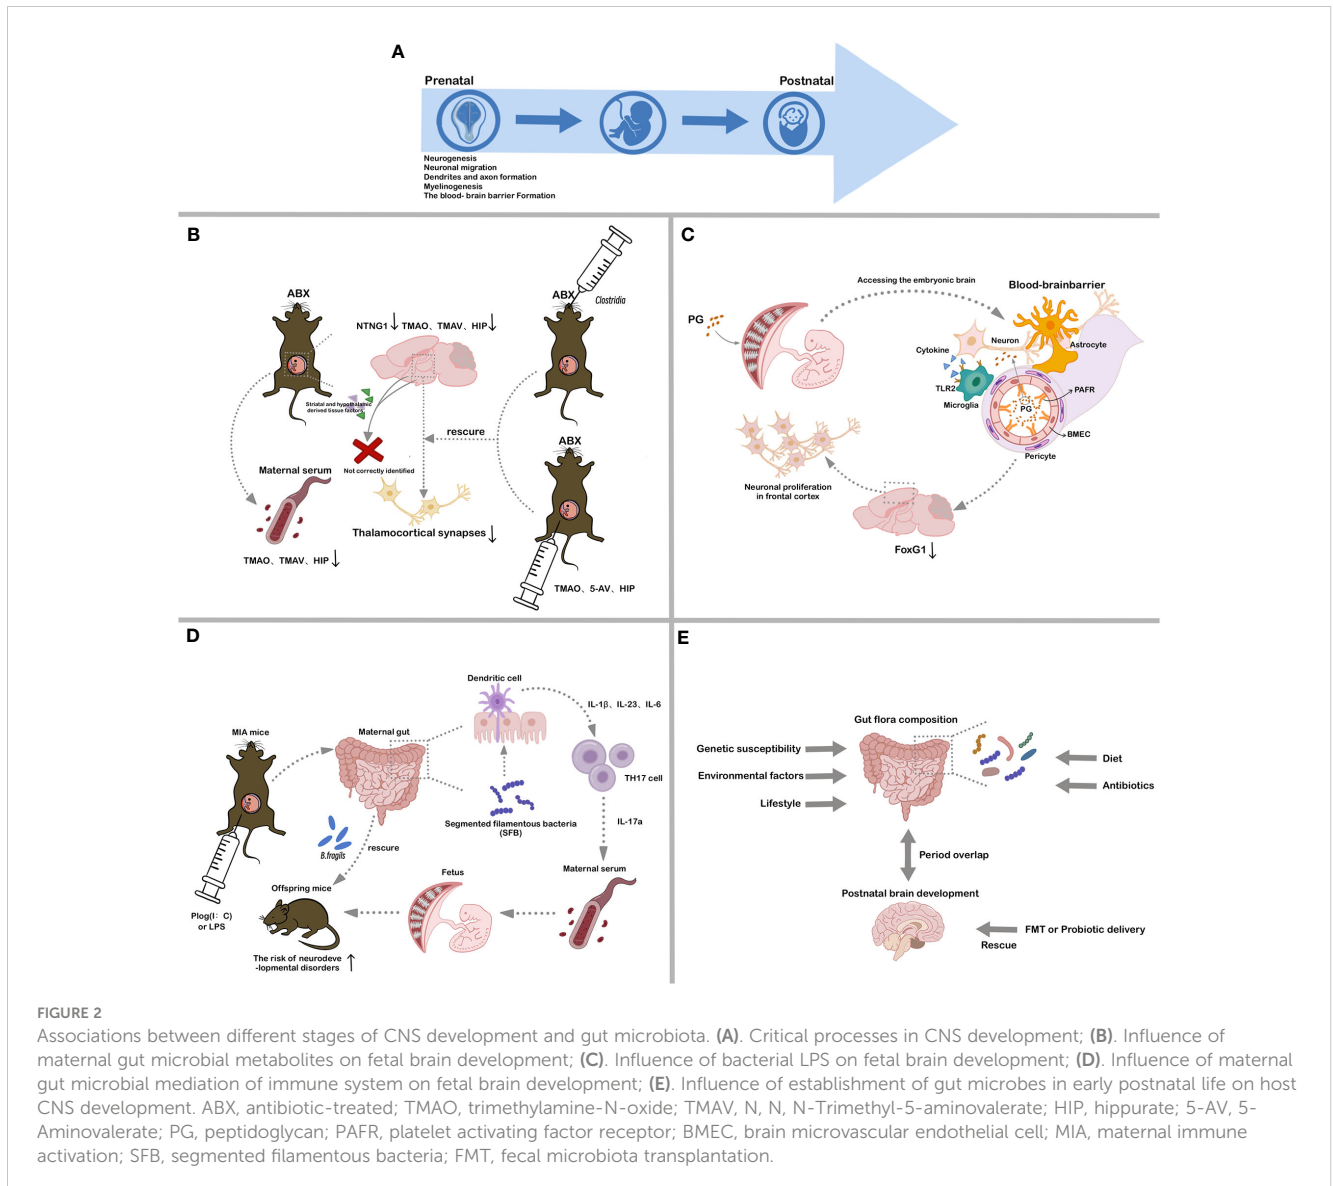 A
Prenatal
Postnatal
Neurogenesis
Neuronal migration
Dendrites and axon formation
Myelinogenesis
The blood- brain barrier Formation
B
ABX
NTNG1↓ TMAO、TMAV、HIP↓
ABX
Clostridia
Striatal and hypothalamic
derived tissue factors
rescure
Not correctly identified
ABX
Maternal serum
Thalamocortical synapses ↓
TMAO、TMAV、HIP ↓
TMAO、5-AV、HIP
C
PG
Accessing the embryonic brain
Blood-brainbarrier
Neuron
Astrocyte
Cytokine
TLR2
Microglia
PG
PAFR
BMEC
Pericyte
Neuronal proliferation
in frontal cortex
FoxG1↓
D
MIA mice
Maternal gut
Dendritic cell
IL-1β、IL-23、IL-6
TH17 cell
Segmented filamentous bacteria
(SFB)
IL-17a
B.fragils
rescure
Maternal serum
Fetus
Offspring mice
Plog(I: C)
or LPS
The risk of neurodeve
-lopmental disorders ↑
E
Gut flora composition
Genetic susceptibility
Environmental factors
Lifestyle
Diet
Antibiotics
Period overlap
Postnatal brain development
FMT or Probiotic delivery
Rescue
FIGURE 2
Associations between different stages of CNS development and gut microbiota. (A). Critical processes in CNS development; (B). Influence of
maternal gut microbial metabolites on fetal brain development; (C). Influence of bacterial LPS on fetal brain development; (D). Influence of maternal
gut microbial mediation of immune system on fetal brain development; (E). Influence of establishment of gut microbes in early postnatal life on host
CNS development. ABX, antibiotic-treated; TMAO, trimethylamine-N-oxide; TMAV, N, N, N-Trimethyl-5-aminovalerate; HIP, hippurate; 5-AV, 5-
Aminovalerate; PG, peptidoglycan; PAFR, platelet activating factor receptor; BMEC, brain microvascular endothelial cell; MIA, maternal immune
activation; SFB, segmented filamentous bacteria; FMT, fecal microbiota transplantation.